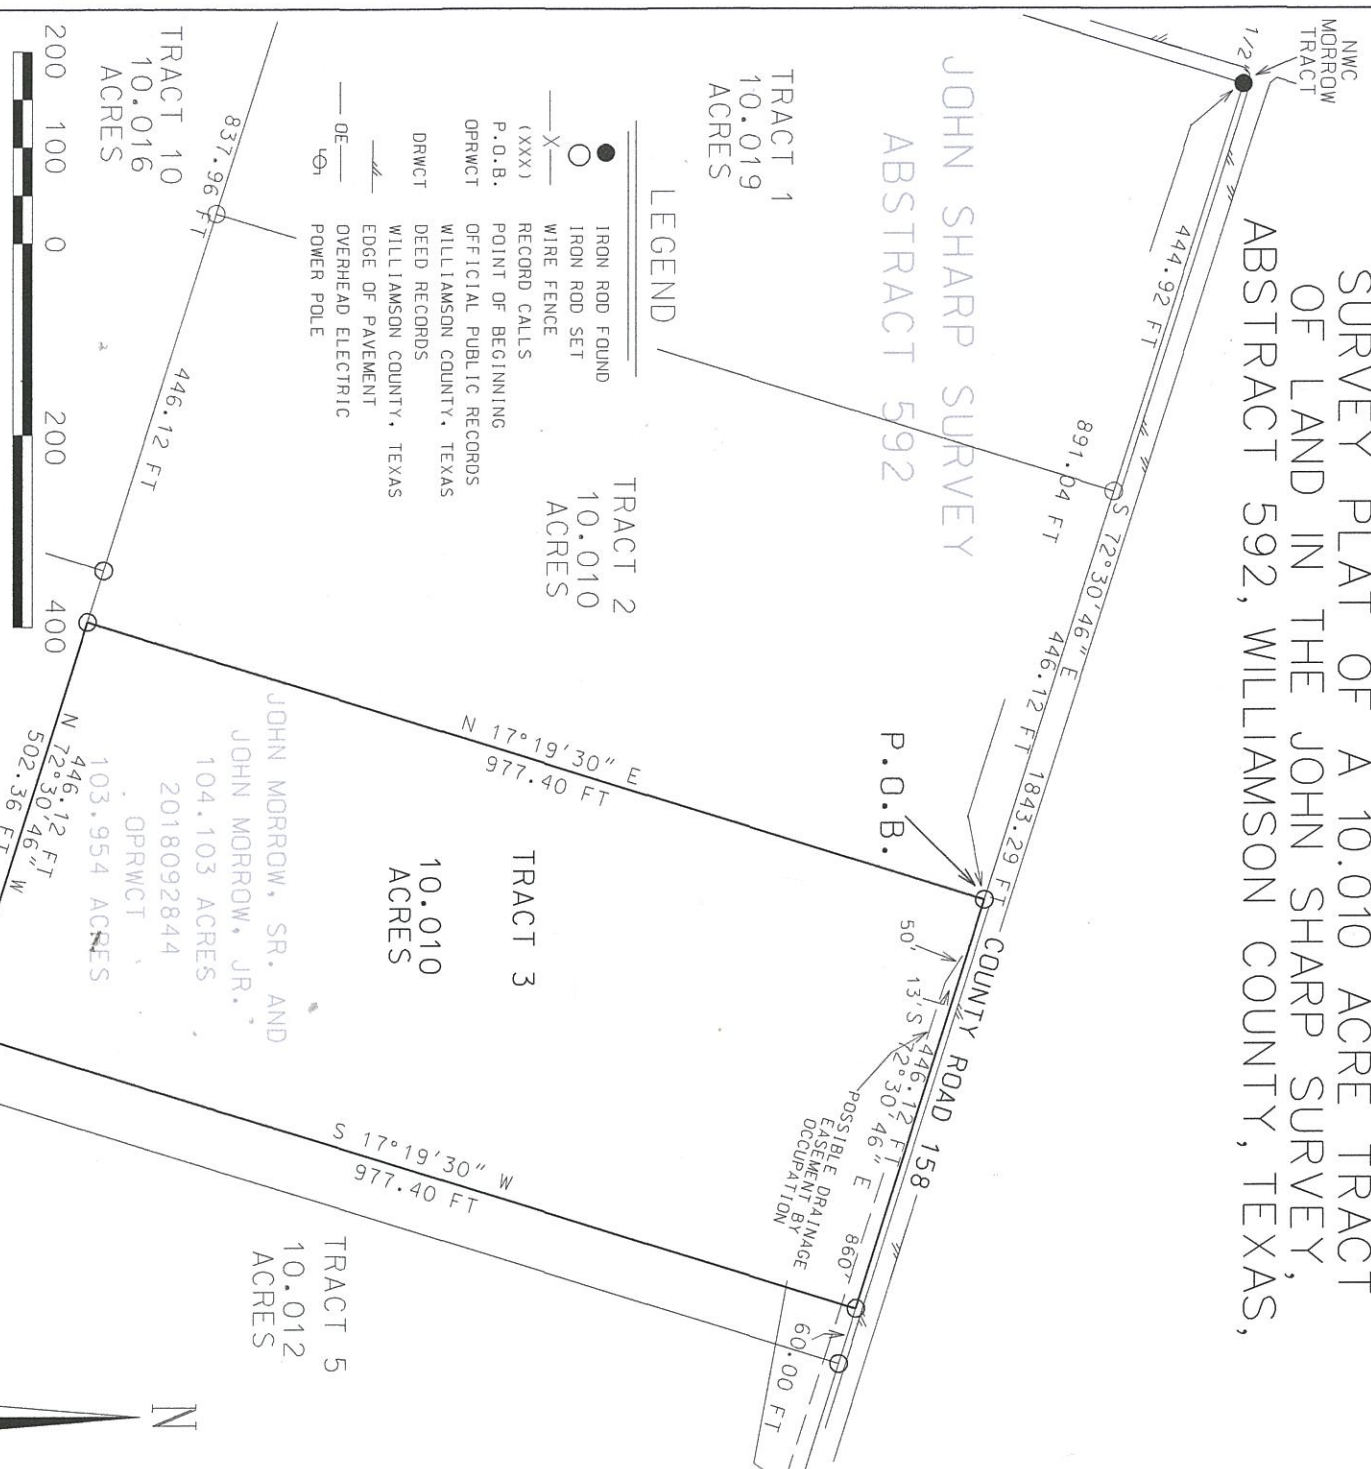 SURVEY PLAT OF A 10.010 ACRE TRACT
OF LAND IN THE JOHN SHARP SURVEY,
ABSTRACT 592, WILLIAMSON COUNTY, TEXAS,
NWC
MORROW
TRACT
1/2"
444.92 FT
891.04 FT
S 72°30'46" E
446.12 FT
1843.29 FT
COUNTY ROAD 158
JOHN SHARP SURVEY
ABSTRACT 592
P.O.B.
50'
13'
S 72°30'46" E
446.12 FT
860'
60.00 FT
POSSIBLE DRAINAGE
EASEMENT BY
OCCUPATION
TRACT 1
10.019
ACRES
LEGEND
IRON ROD FOUND
IRON ROD SET
X WIRE FENCE
(XXX) RECORD CALLS
P.O.B. POINT OF BEGINNING
OPRWCT OFFICIAL PUBLIC RECORDS
WILLIAMSON COUNTY, TEXAS
DRWCT DEED RECORDS
WILLIAMSON COUNTY, TEXAS
EDGE OF PAVEMENT
OE OVERHEAD ELECTRIC
POWER POLE
TRACT 2
10.010
ACRES
N 17°19'30" E
977.40 FT
TRACT 3
10.010
ACRES
S 17°19'30" W
977.40 FT
TRACT 5
10.012
ACRES
JOHN MORROW, SR. AND
JOHN MORROW, JR.
104.103 ACRES
2018092844
OPRWCT
103.954 ACRES
837.96 FT
446.12 FT
446.12 FT
N 72°30'46" W
502.36 FT
TRACT 10
10.016
ACRES
200 100 0 200 400
N